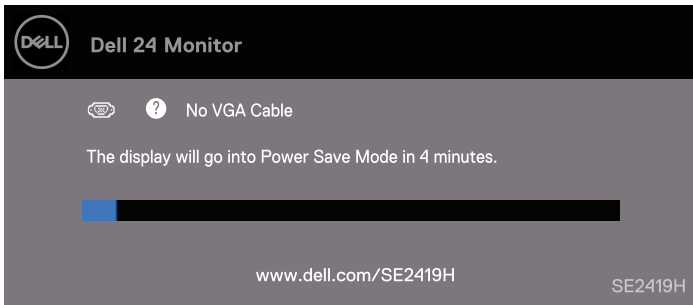 DELL
Dell 24 Monitor
? No VGA Cable
The display will go into Power Save Mode in 4 minutes.
www.dell.com/SE2419H
SE2419H